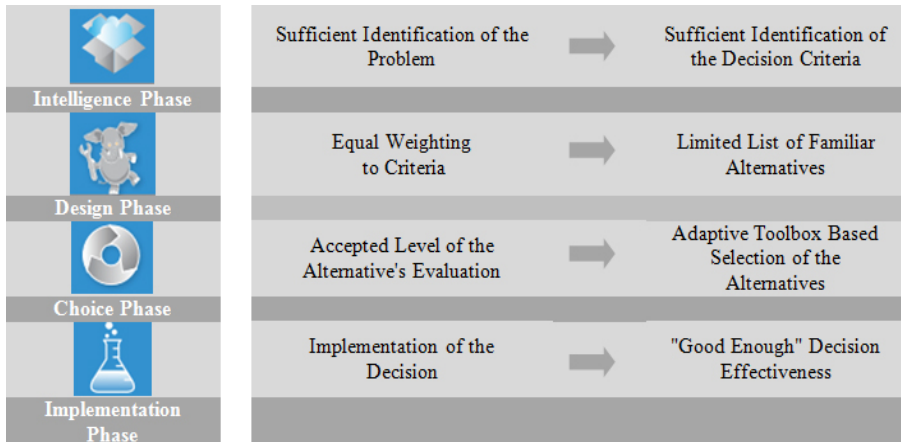 Intelligence Phase
Sufficient Identification of the
Problem
Sufficient Identification of
the Decision Criteria
Design Phase
Equal Weighting
to Criteria
Limited List of Familiar
Alternatives
Choice Phase
Accepted Level of the
Alternative's Evaluation
Adaptive Toolbox Based
Selection of the
Alternatives
Implementation
Phase
Implementation of the
Decision
"Good Enough" Decision
Effectiveness